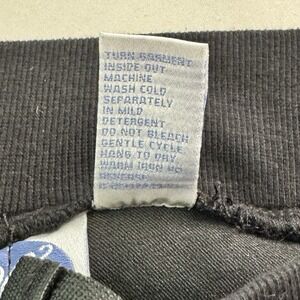 TURN GARMENT
INSIDE OUT
MACHINE
WASH COLD
SEPARATELY
IN MILD
DETERGENT
DO NOT BLEACH
GENTLE CYCLE
HANG TO DRY
WARM IRON ON
REVERSE